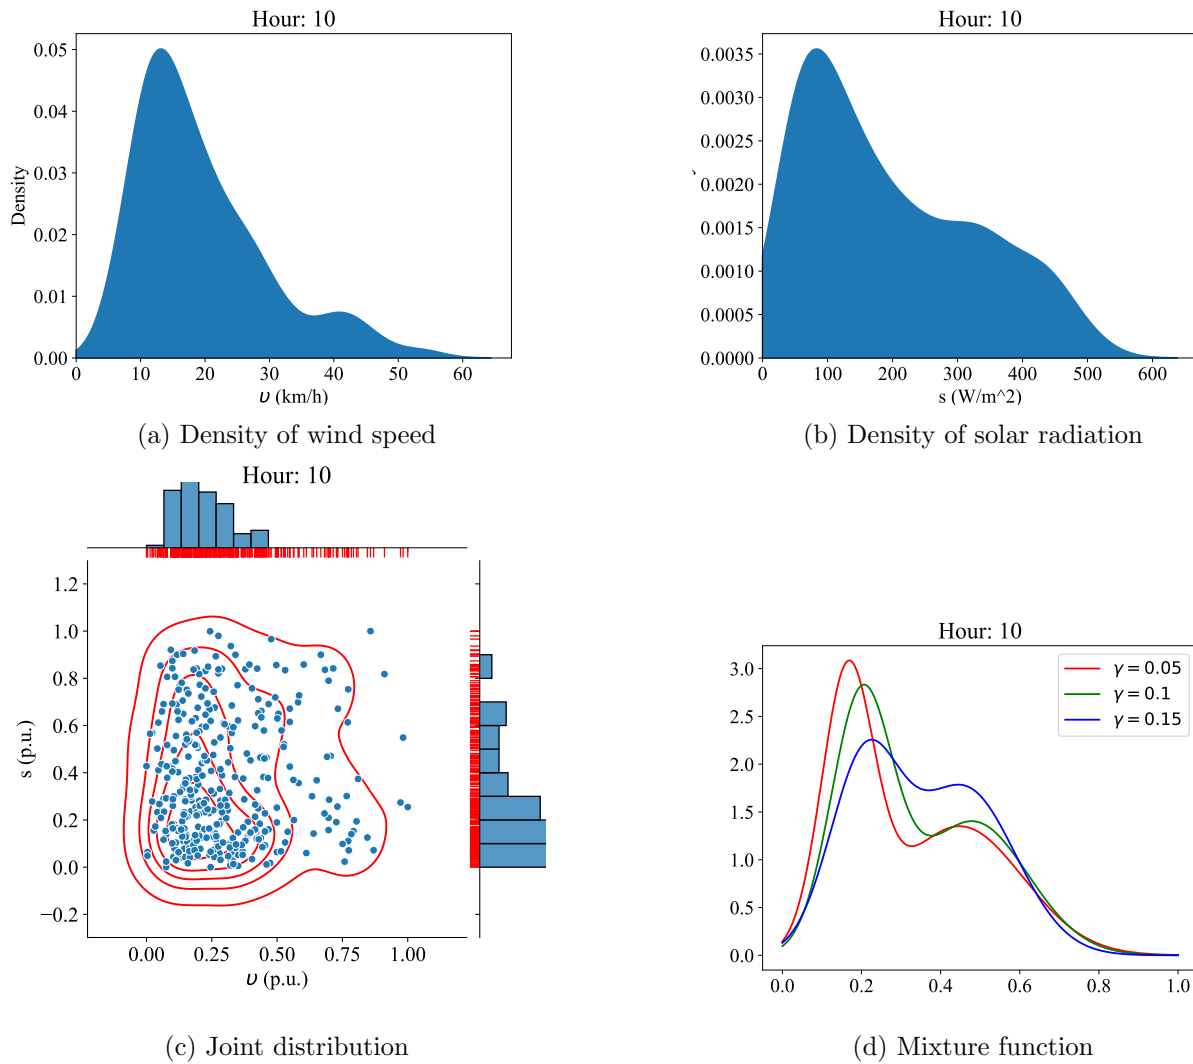 Hour: 10
0.05
0.04
0.03
0.02
0.01
0.00
Density
0 10 20 30 40 50 60
υ (km/h)
(a) Density of wind speed
Hour: 10
0.0035
0.0030
0.0025
0.0020
0.0015
0.0010
0.0005
0.0000
0 100 200 300 400 500 600
s (W/m^2)
(b) Density of solar radiation
Hour: 10
1.2
1.0
0.8
0.6
0.4
0.2
0.0
−0.2
s (p.u.)
0.00 0.25 0.50 0.75 1.00
υ (p.u.)
(c) Joint distribution
Hour: 10
γ = 0.05
γ = 0.1
γ = 0.15
3.0
2.5
2.0
1.5
1.0
0.5
0.0
0.0 0.2 0.4 0.6 0.8 1.0
(d) Mixture function